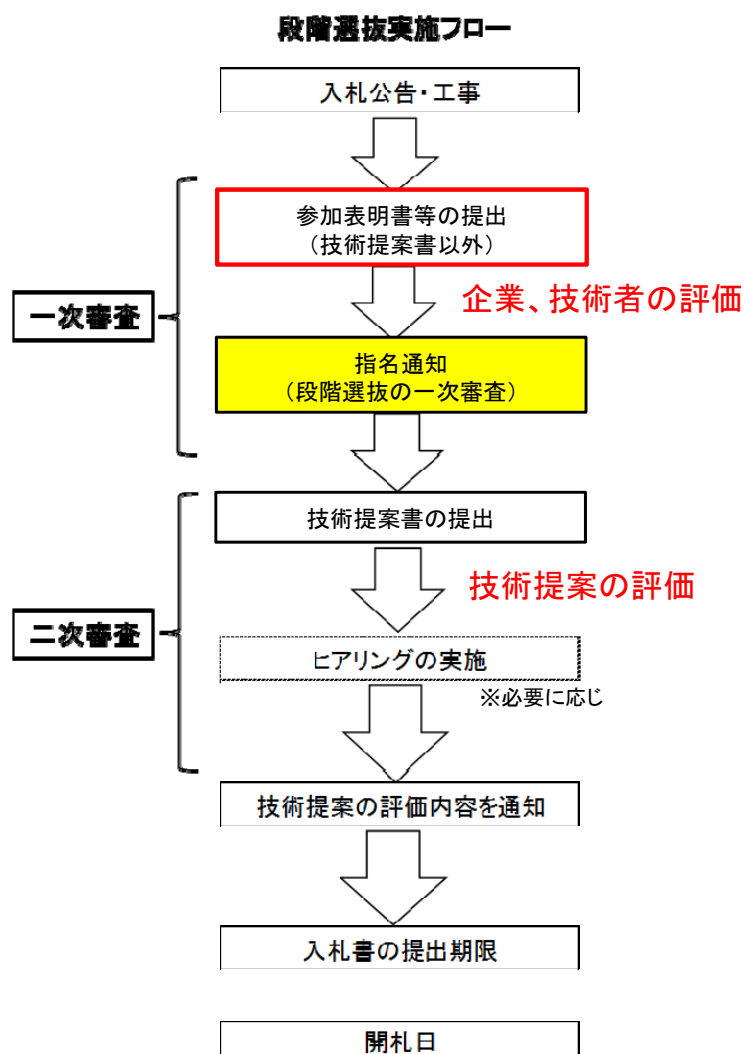 段階選抜実施フロー
入札公告・工事
参加表明書等の提出
（技術提案書以外）
企業、技術者の評価
一次審査
指名通知
（段階選抜の一次審査）
技術提案書の提出
技術提案の評価
二次審査
ヒアリングの実施
※必要に応じ
技術提案の評価内容を通知
入札書の提出期限
開札日